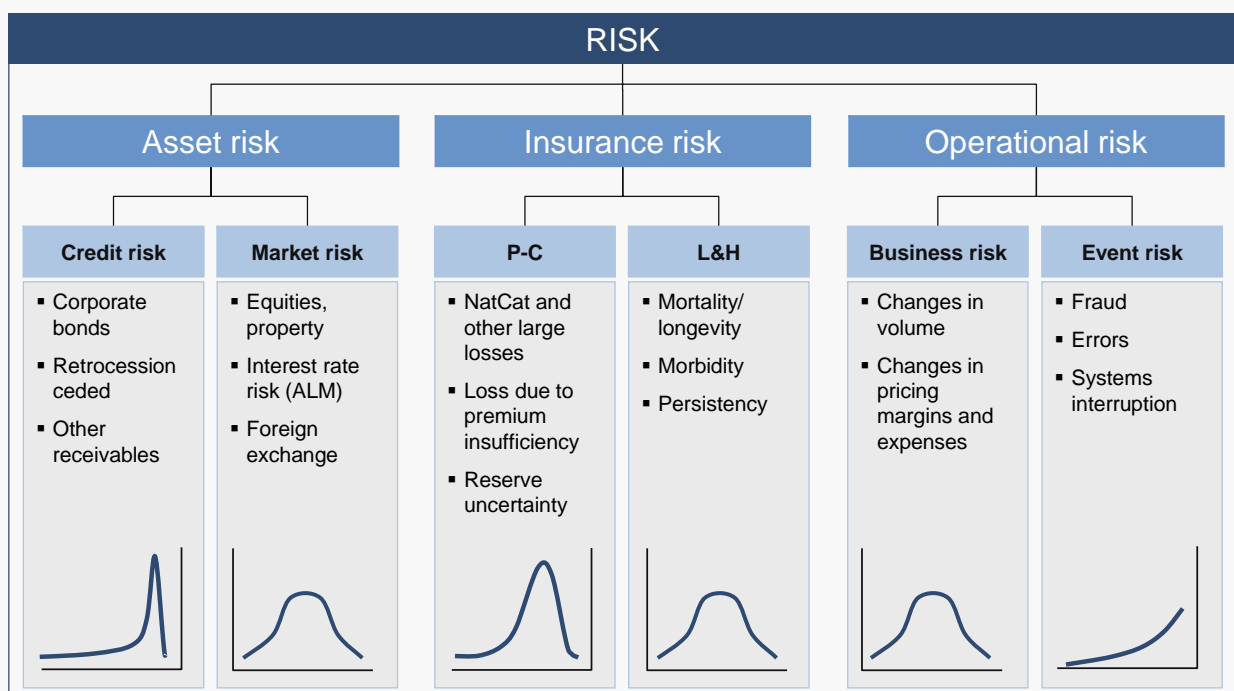 RISK
Asset risk
Insurance risk
Operational risk
Credit risk
Market risk
P-C
L&H
Business risk
Event risk
▪ Corporate
bonds
▪ Retrocession
ceded
▪ Other
receivables
▪ Equities,
property
▪ Interest rate
risk (ALM)
▪ Foreign
exchange
▪ NatCat and
other large
losses
▪ Loss due to
premium
insufficiency
▪ Reserve
uncertainty
▪ Mortality/
longevity
▪ Morbidity
▪ Persistency
▪ Changes in
volume
▪ Changes in
pricing
margins and
expenses
▪ Fraud
▪ Errors
▪ Systems
interruption